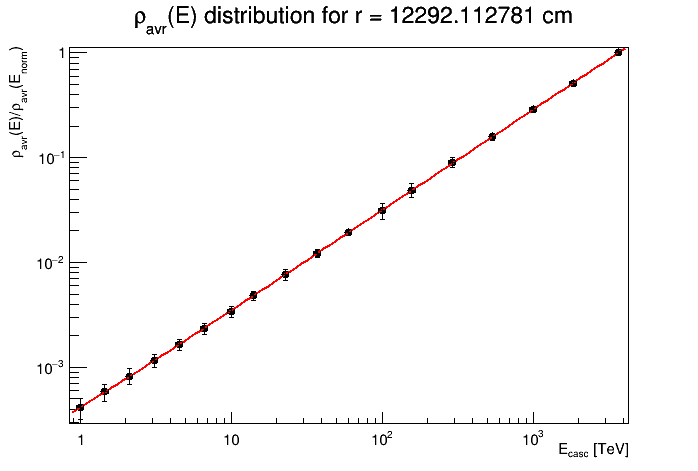 ρavr(E) distribution for r = 12292.112781 cm
ρavr(E)/ρavr(Enorm)
1
10⁻¹
10⁻²
10⁻³
1 10 10² 10³
Ecasc [TeV]